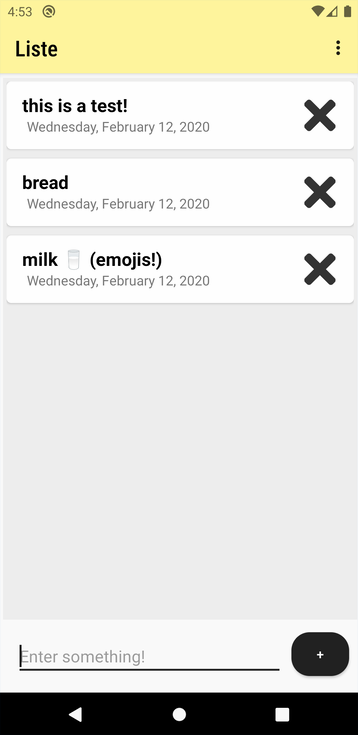 4:53
Liste
this is a test!
Wednesday, February 12, 2020
bread
Wednesday, February 12, 2020
milk 🥛 (emojis!)
Wednesday, February 12, 2020
Enter something!
+